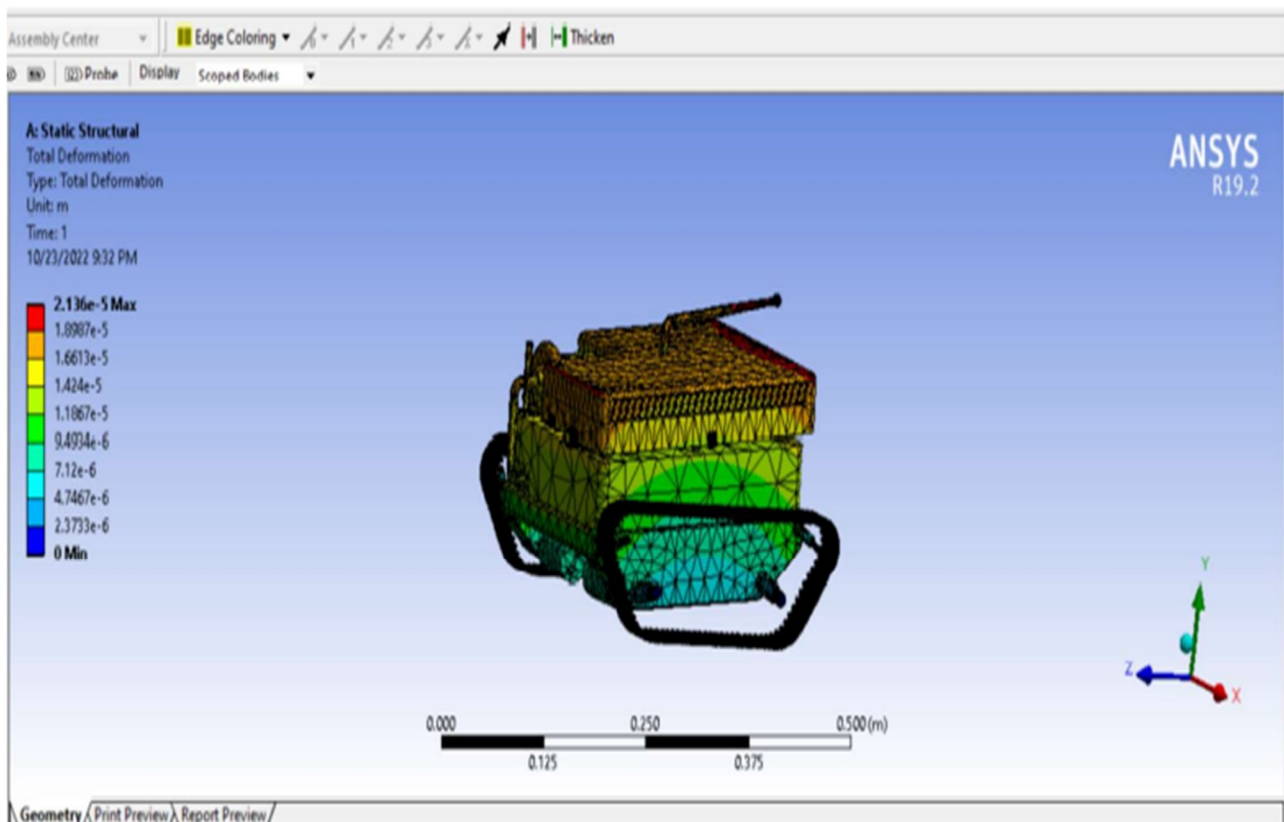 Assembly Center Edge Coloring Thicken
Probe Display Scoped Bodies
A: Static Structural
Total Deformation
Type: Total Deformation
Unit: m
Time: 1
10/23/2022 9:32 PM
2.136e-5 Max
1.8987e-5
1.6613e-5
1.424e-5
1.1867e-5
9.4934e-6
7.12e-6
4.7467e-6
2.3733e-6
0 Min
ANSYS
R19.2
Y
Z
X
0.000 0.250 0.500 (m)
0.125 0.375
Geometry Print Preview Report Preview